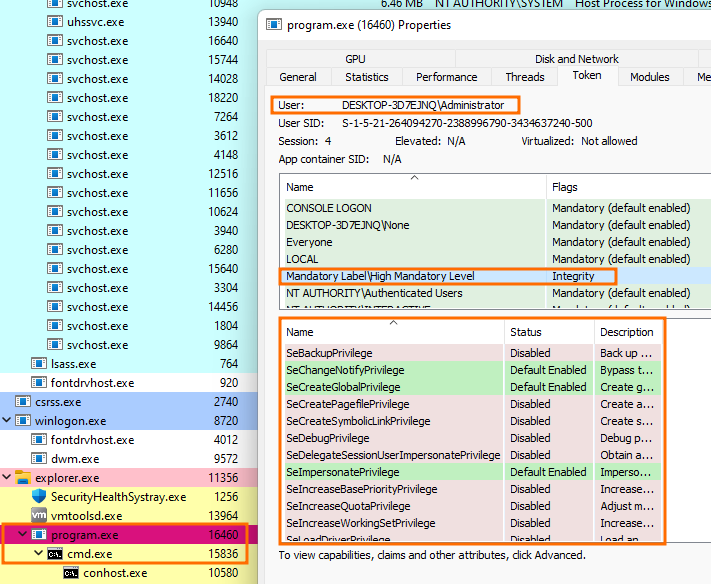 svchost.exe 10948
uhssvc.exe 13940
svchost.exe 16640
svchost.exe 15744
svchost.exe 14028
svchost.exe 18220
svchost.exe 7264
svchost.exe 3612
svchost.exe 4148
svchost.exe 12516
svchost.exe 11656
svchost.exe 10624
svchost.exe 3940
svchost.exe 6280
svchost.exe 15640
svchost.exe 3304
svchost.exe 14456
svchost.exe 1804
svchost.exe 9864
lsass.exe 764
fontdrvhost.exe 920
csrss.exe 2740
winlogon.exe 8720
fontdrvhost.exe 4012
dwm.exe 9572
explorer.exe 11356
SecurityHealthSystray.exe 1256
vm vmtoolsd.exe 13964
program.exe 16460
C:\. cmd.exe 15836
C:\. conhost.exe 10580
6.46 MB NT AUTHORITY\SYSTEM Host Process for Windows
program.exe (16460) Properties
GPU Disk and Network
General Statistics Performance Threads Token Modules Me
User: DESKTOP-3D7EJNQ\Administrator
User SID: S-1-5-21-264094270-2388996790-3434637240-500
Session: 4 Elevated: N/A Virtualized: Not allowed
App container SID: N/A
Name Flags
CONSOLE LOGON Mandatory (default enabled)
DESKTOP-3D7EJNQ\None Mandatory (default enabled)
Everyone Mandatory (default enabled)
LOCAL Mandatory (default enabled)
Mandatory Label\High Mandatory Level Integrity
NT AUTHORITY\Authenticated Users Mandatory (default enabled)
NT AUTHORITY\INTERACTIVE Mandatory (default enabled)
Name Status Description
SeBackupPrivilege Disabled Back up ...
SeChangeNotifyPrivilege Default Enabled Bypass t...
SeCreateGlobalPrivilege Default Enabled Create g...
SeCreatePagefilePrivilege Disabled Create a...
SeCreateSymbolicLinkPrivilege Disabled Create s...
SeDebugPrivilege Disabled Debug p...
SeDelegateSessionUserImpersonatePrivilege Disabled Obtain a...
SeImpersonatePrivilege Default Enabled Imperso...
SeIncreaseBasePriorityPrivilege Disabled Increase...
SeIncreaseQuotaPrivilege Disabled Adjust m...
SeIncreaseWorkingSetPrivilege Disabled Increase...
SeLoadDriverPrivilege Disabled Load an ...
To view capabilities, claims and other attributes, click Advanced.